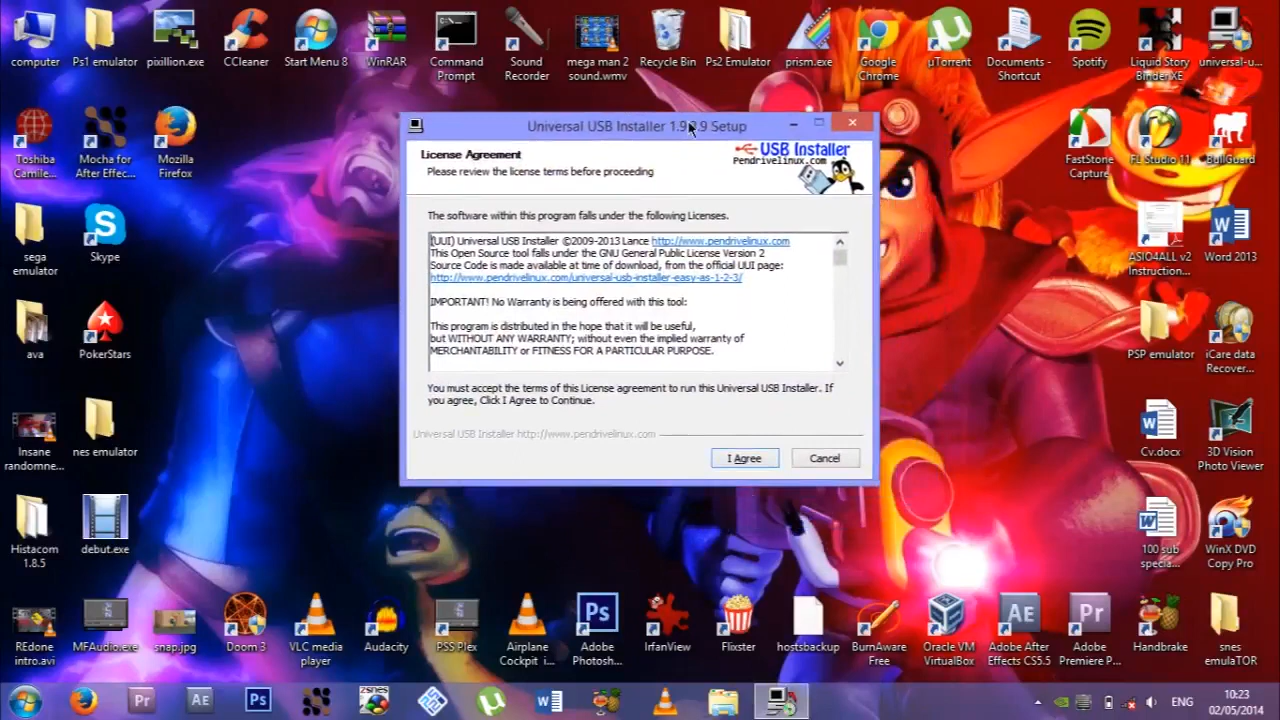 computer
Ps1 emulator
pixillion.exe
CCleaner
Start Menu 8
WinRAR
Command
Prompt
Sound
Recorder
mega man 2
sound.wmv
Recycle Bin
Ps2 Emulator
prism.exe
Google
Chrome
µTorrent
Documents -
Shortcut
Spotify
Liquid Story
Binder XE
universal-u...
Toshiba
Camile...
Mocha for
After Effec...
Mozilla
Firefox
FastStone
Capture
FL Studio 11
BullGuard
sega
emulator
Skype
ASIO4ALL v2
Instruction...
Word 2013
ava
PokerStars
PSP emulator
iCare data
Recover...
Insane
randomne...
nes emulator
Cv.docx
3D Vision
Photo Viewer
Histacom
1.8.5
debut.exe
100 sub
specia...
WinX DVD
Copy Pro
REdone
intro.avi
MFAudio.exe
snap.jpg
Doom 3
VLC media
player
Audacity
PSS Plex
Airplane
Cockpit i...
Adobe
Photosh...
IrfanView
Flixster
hostsbackup
BurnAware
Free
Oracle VM
VirtualBox
Adobe After
Effects CS5.5
Adobe
Premiere P...
Handbrake
snes
emulaTOR
Universal USB Installer 1.9 .9 Setup
License Agreement
Please review the license terms before proceeding
USB Installer
Pendrivelinux.com
The software within this program falls under the following Licenses.
(UUI) Universal USB Installer ©2009-2013 Lance http://www.pendrivelinux.com
This Open Source tool falls under the GNU General Public License Version 2
Source Code is made available at time of download, from the official UUI page:
http://www.pendrivelinux.com/universal-usb-installer-easy-as-1-2-3/
IMPORTANT! No Warranty is being offered with this tool:
This program is distributed in the hope that it will be useful,
but WITHOUT ANY WARRANTY; without even the implied warranty of
MERCHANTABILITY or FITNESS FOR A PARTICULAR PURPOSE.
You must accept the terms of this License agreement to run this Universal USB Installer. If
you agree, Click I Agree to Continue.
Universal USB Installer http://www.pendrivelinux.com
I Agree
Cancel
Pr
AE
Ps
zsnes
ENG
10:23
02/05/2014